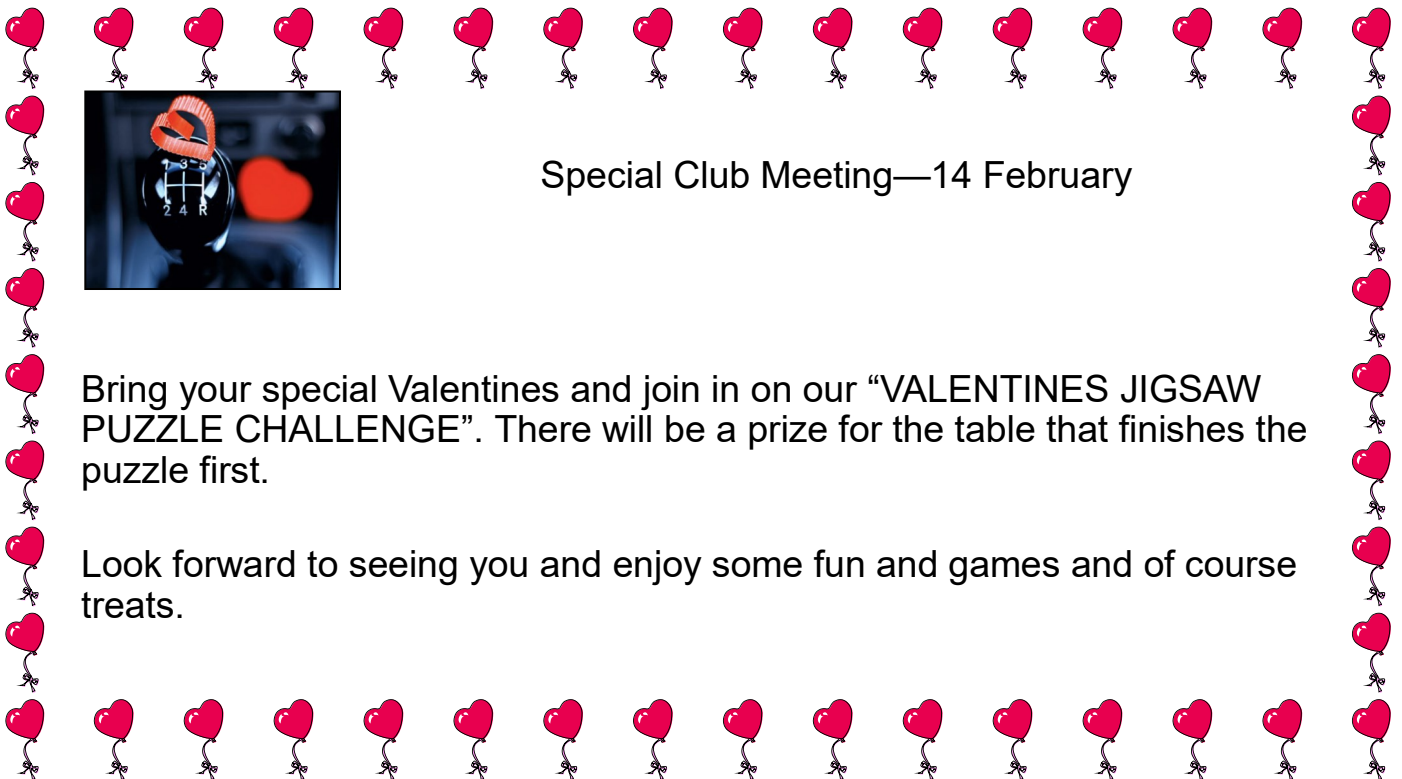 1 3 5
2 4 R
Special Club Meeting—14 February
Bring your special Valentines and join in on our “VALENTINES JIGSAW
PUZZLE CHALLENGE”. There will be a prize for the table that finishes the
puzzle first.
Look forward to seeing you and enjoy some fun and games and of course
treats.